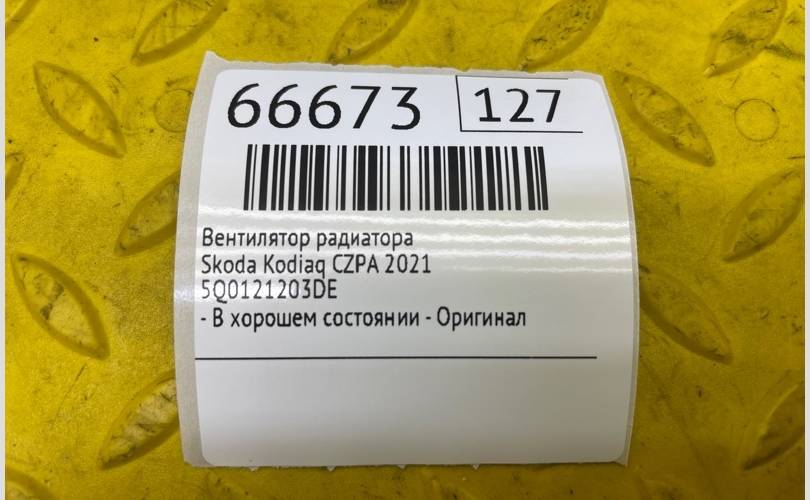 66673 127
Вентилятор радиатора
Skoda Kodiaq CZPA 2021
5Q0121203DE
- В хорошем состоянии - Оригинал